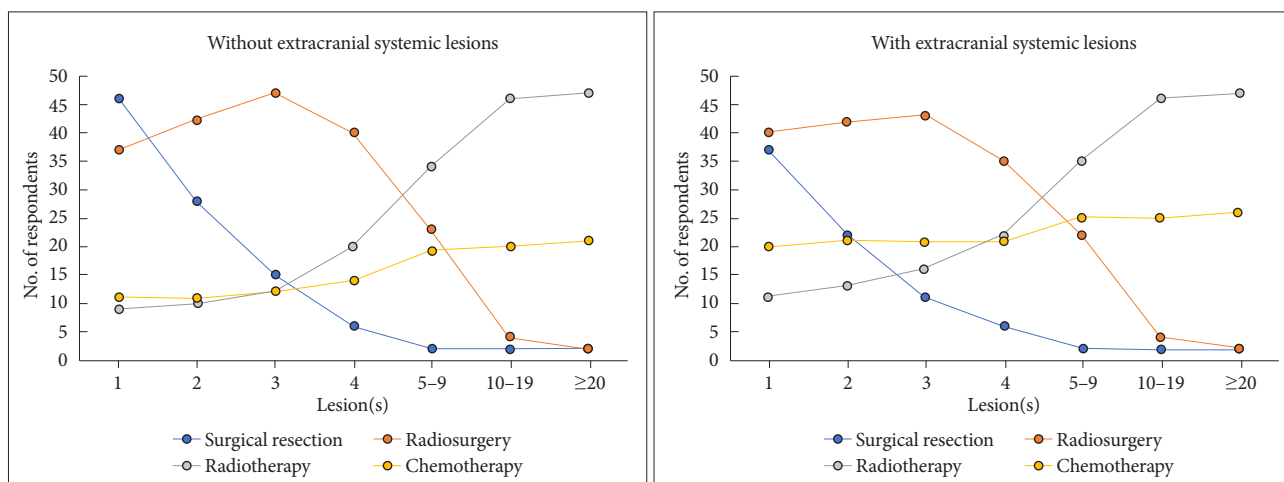 Without extracranial systemic lesions
No. of respondents
50
45
40
35
30
25
20
15
10
5
0
1 2 3 4 5–9 10–19 ≥20
Lesion(s)
Surgical resection Radiosurgery
Radiotherapy Chemotherapy
With extracranial systemic lesions
No. of respondents
50
45
40
35
30
25
20
15
10
5
0
1 2 3 4 5–9 10–19 ≥20
Lesion(s)
Surgical resection Radiosurgery
Radiotherapy Chemotherapy